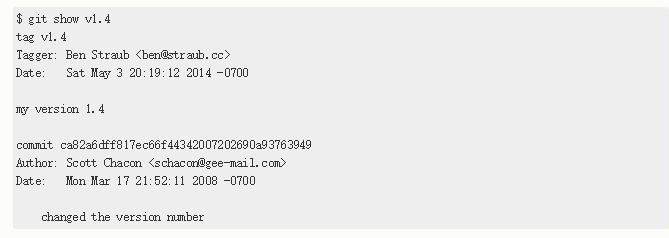 $ git show v1.4
tag v1.4
Tagger: Ben Straub <ben@straub.cc>
Date:   Sat May 3 20:19:12 2014 -0700

my version 1.4

commit ca82a6dff817ec66f44342007202690a93763949
Author: Scott Chacon <schacon@gee-mail.com>
Date:   Mon Mar 17 21:52:11 2008 -0700

    changed the version number